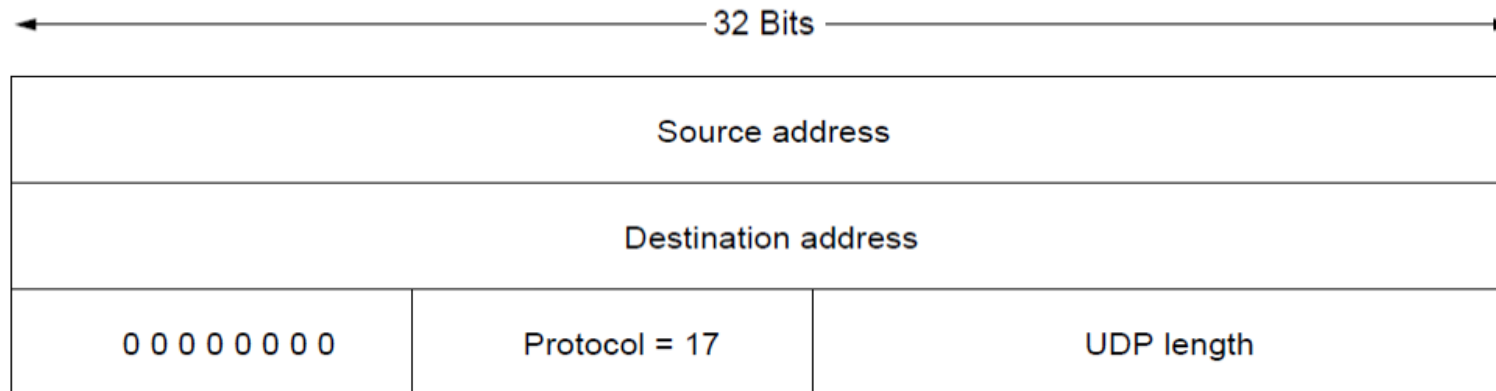 32 Bits
Source address
Destination address
0 0 0 0 0 0 0 0 Protocol = 17 UDP length